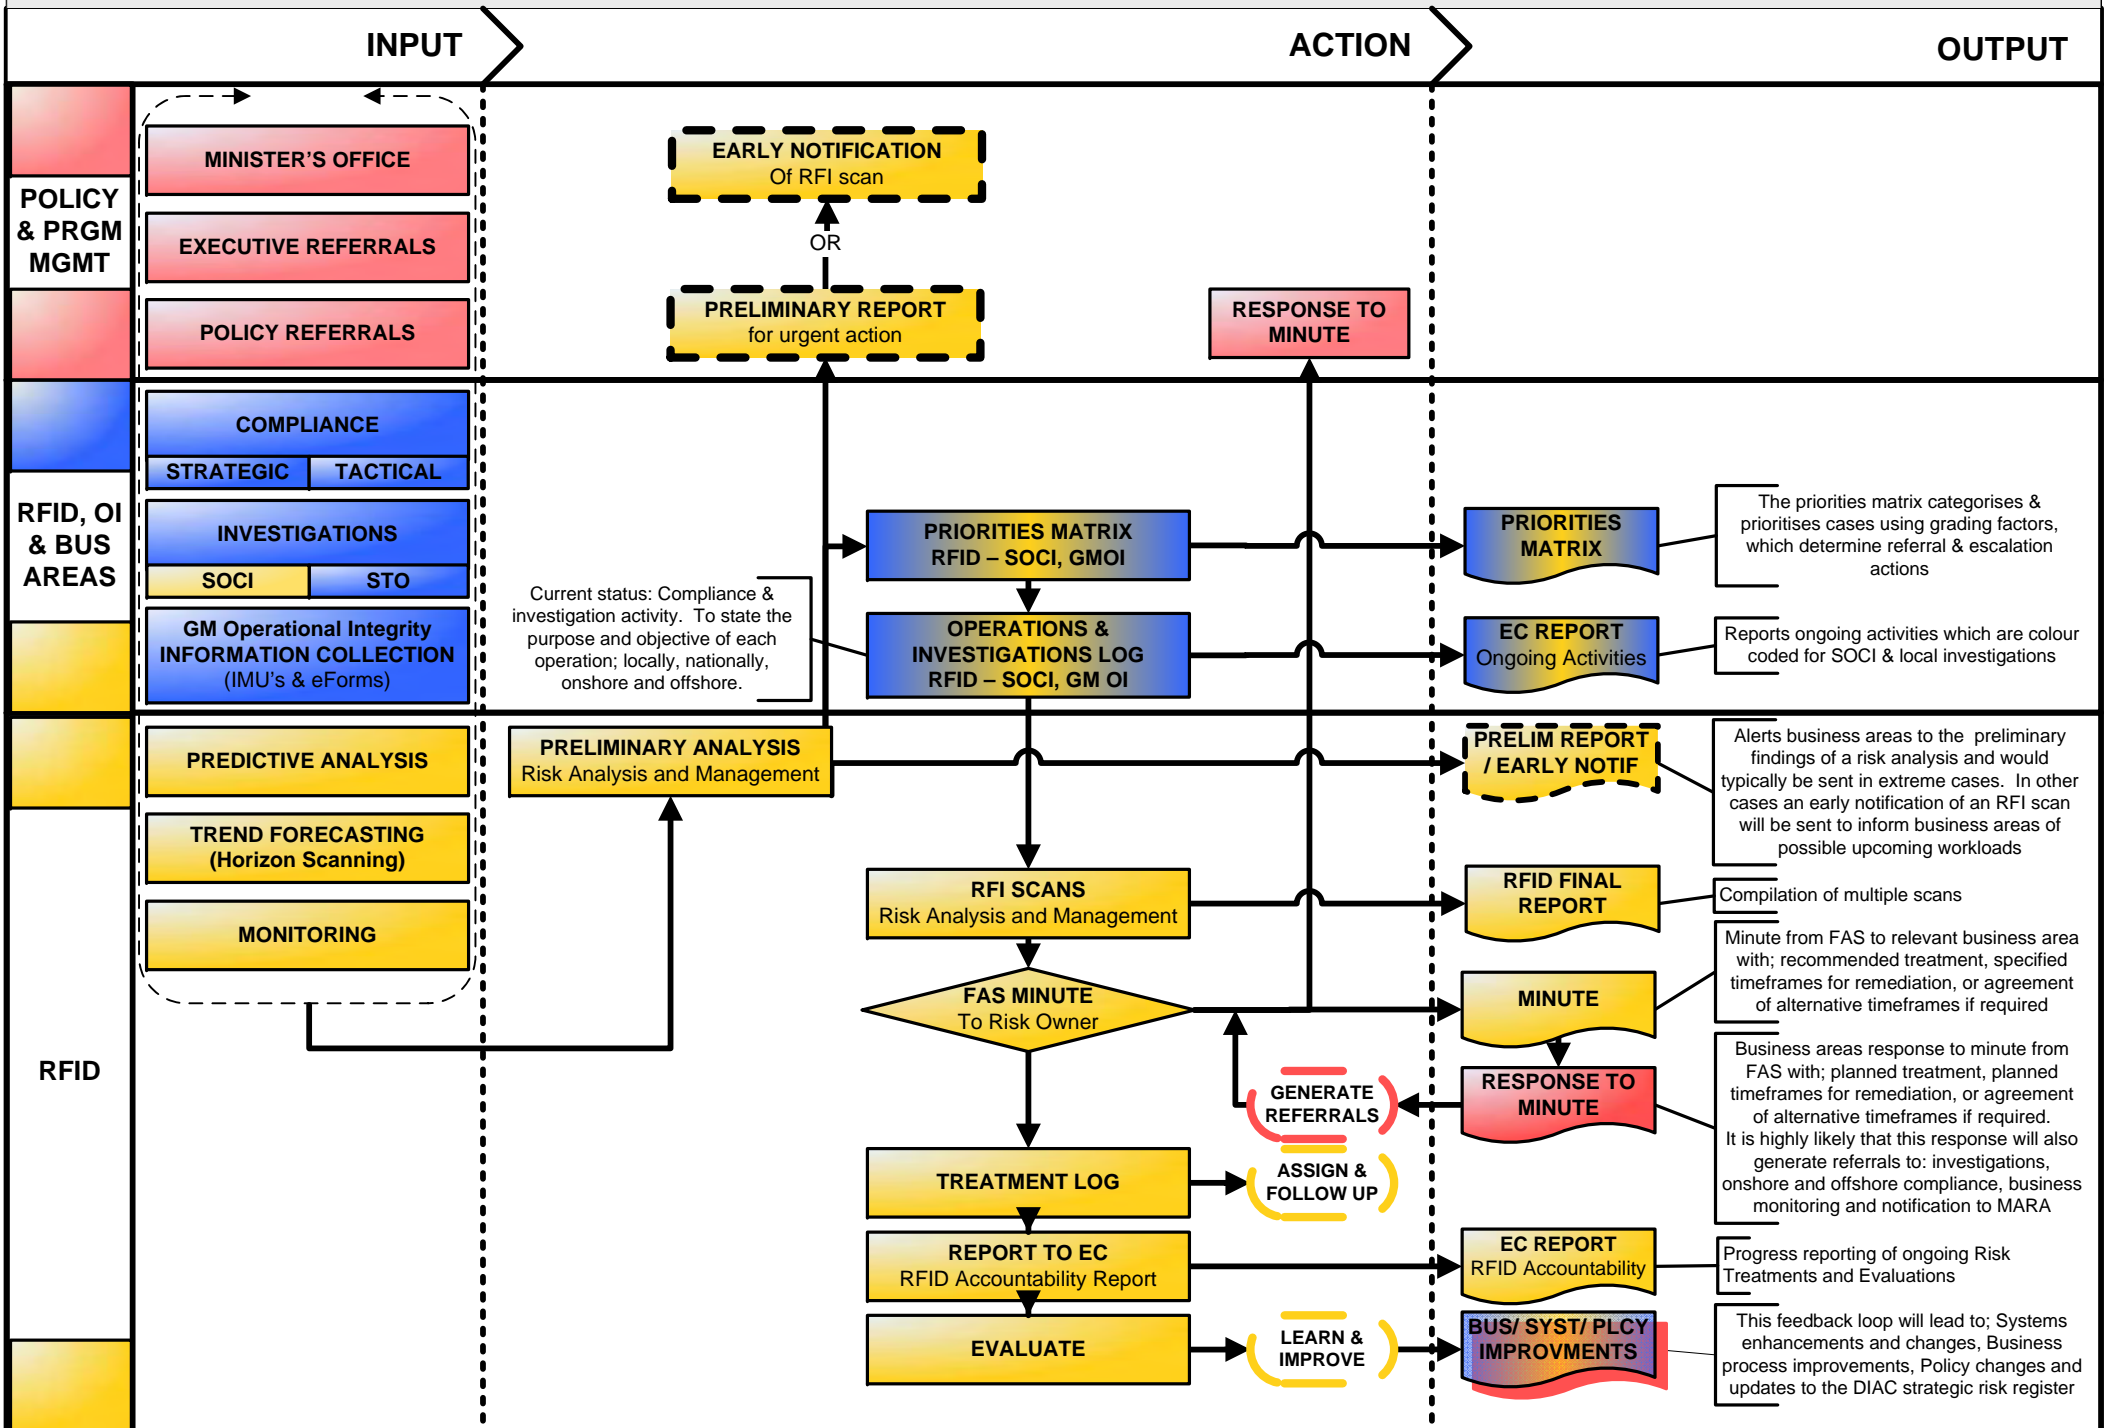 INPUT
ACTION
OUTPUT
POLICY
& PRGM
MGMT
MINISTER'S OFFICE
EXECUTIVE REFERRALS
POLICY REFERRALS
EARLY NOTIFICATION
Of RFI scan
OR
PRELIMINARY REPORT
for urgent action
RESPONSE TO
MINUTE
RFID, OI
& BUS
AREAS
COMPLIANCE
STRATEGIC
TACTICAL
INVESTIGATIONS
SOCI
STO
GM Operational Integrity
INFORMATION COLLECTION
(IMU's & eForms)
Current status: Compliance &
investigation activity. To state the
purpose and objective of each
operation; locally, nationally,
onshore and offshore.
PRIORITIES MATRIX
RFID – SOCI, GMOI
OPERATIONS &
INVESTIGATIONS LOG
RFID – SOCI, GM OI
PRIORITIES
MATRIX
The priorities matrix categorises &
prioritises cases using grading factors,
which determine referral & escalation
actions
EC REPORT
Ongoing Activities
Reports ongoing activities which are colour
coded for SOCI & local investigations
RFID
PREDICTIVE ANALYSIS
TREND FORECASTING
(Horizon Scanning)
MONITORING
PRELIMINARY ANALYSIS
Risk Analysis and Management
PRELIM REPORT
/ EARLY NOTIF
Alerts business areas to the preliminary
findings of a risk analysis and would
typically be sent in extreme cases. In other
cases an early notification of an RFI scan
will be sent to inform business areas of
possible upcoming workloads
RFI SCANS
Risk Analysis and Management
RFID FINAL
REPORT
Compilation of multiple scans
FAS MINUTE
To Risk Owner
MINUTE
Minute from FAS to relevant business area
with; recommended treatment, specified
timeframes for remediation, or agreement
of alternative timeframes if required
GENERATE
REFERRALS
RESPONSE TO
MINUTE
Business areas response to minute from
FAS with; planned treatment, planned
timeframes for remediation, or agreement
of alternative timeframes if required.
It is highly likely that this response will also
generate referrals to: investigations,
onshore and offshore compliance, business
monitoring and notification to MARA
TREATMENT LOG
ASSIGN &
FOLLOW UP
REPORT TO EC
RFID Accountability Report
EC REPORT
RFID Accountability
Progress reporting of ongoing Risk
Treatments and Evaluations
EVALUATE
LEARN &
IMPROVE
BUS/ SYST/ PLCY
IMPROVMENTS
This feedback loop will lead to; Systems
enhancements and changes, Business
process improvements, Policy changes and
updates to the DIAC strategic risk register